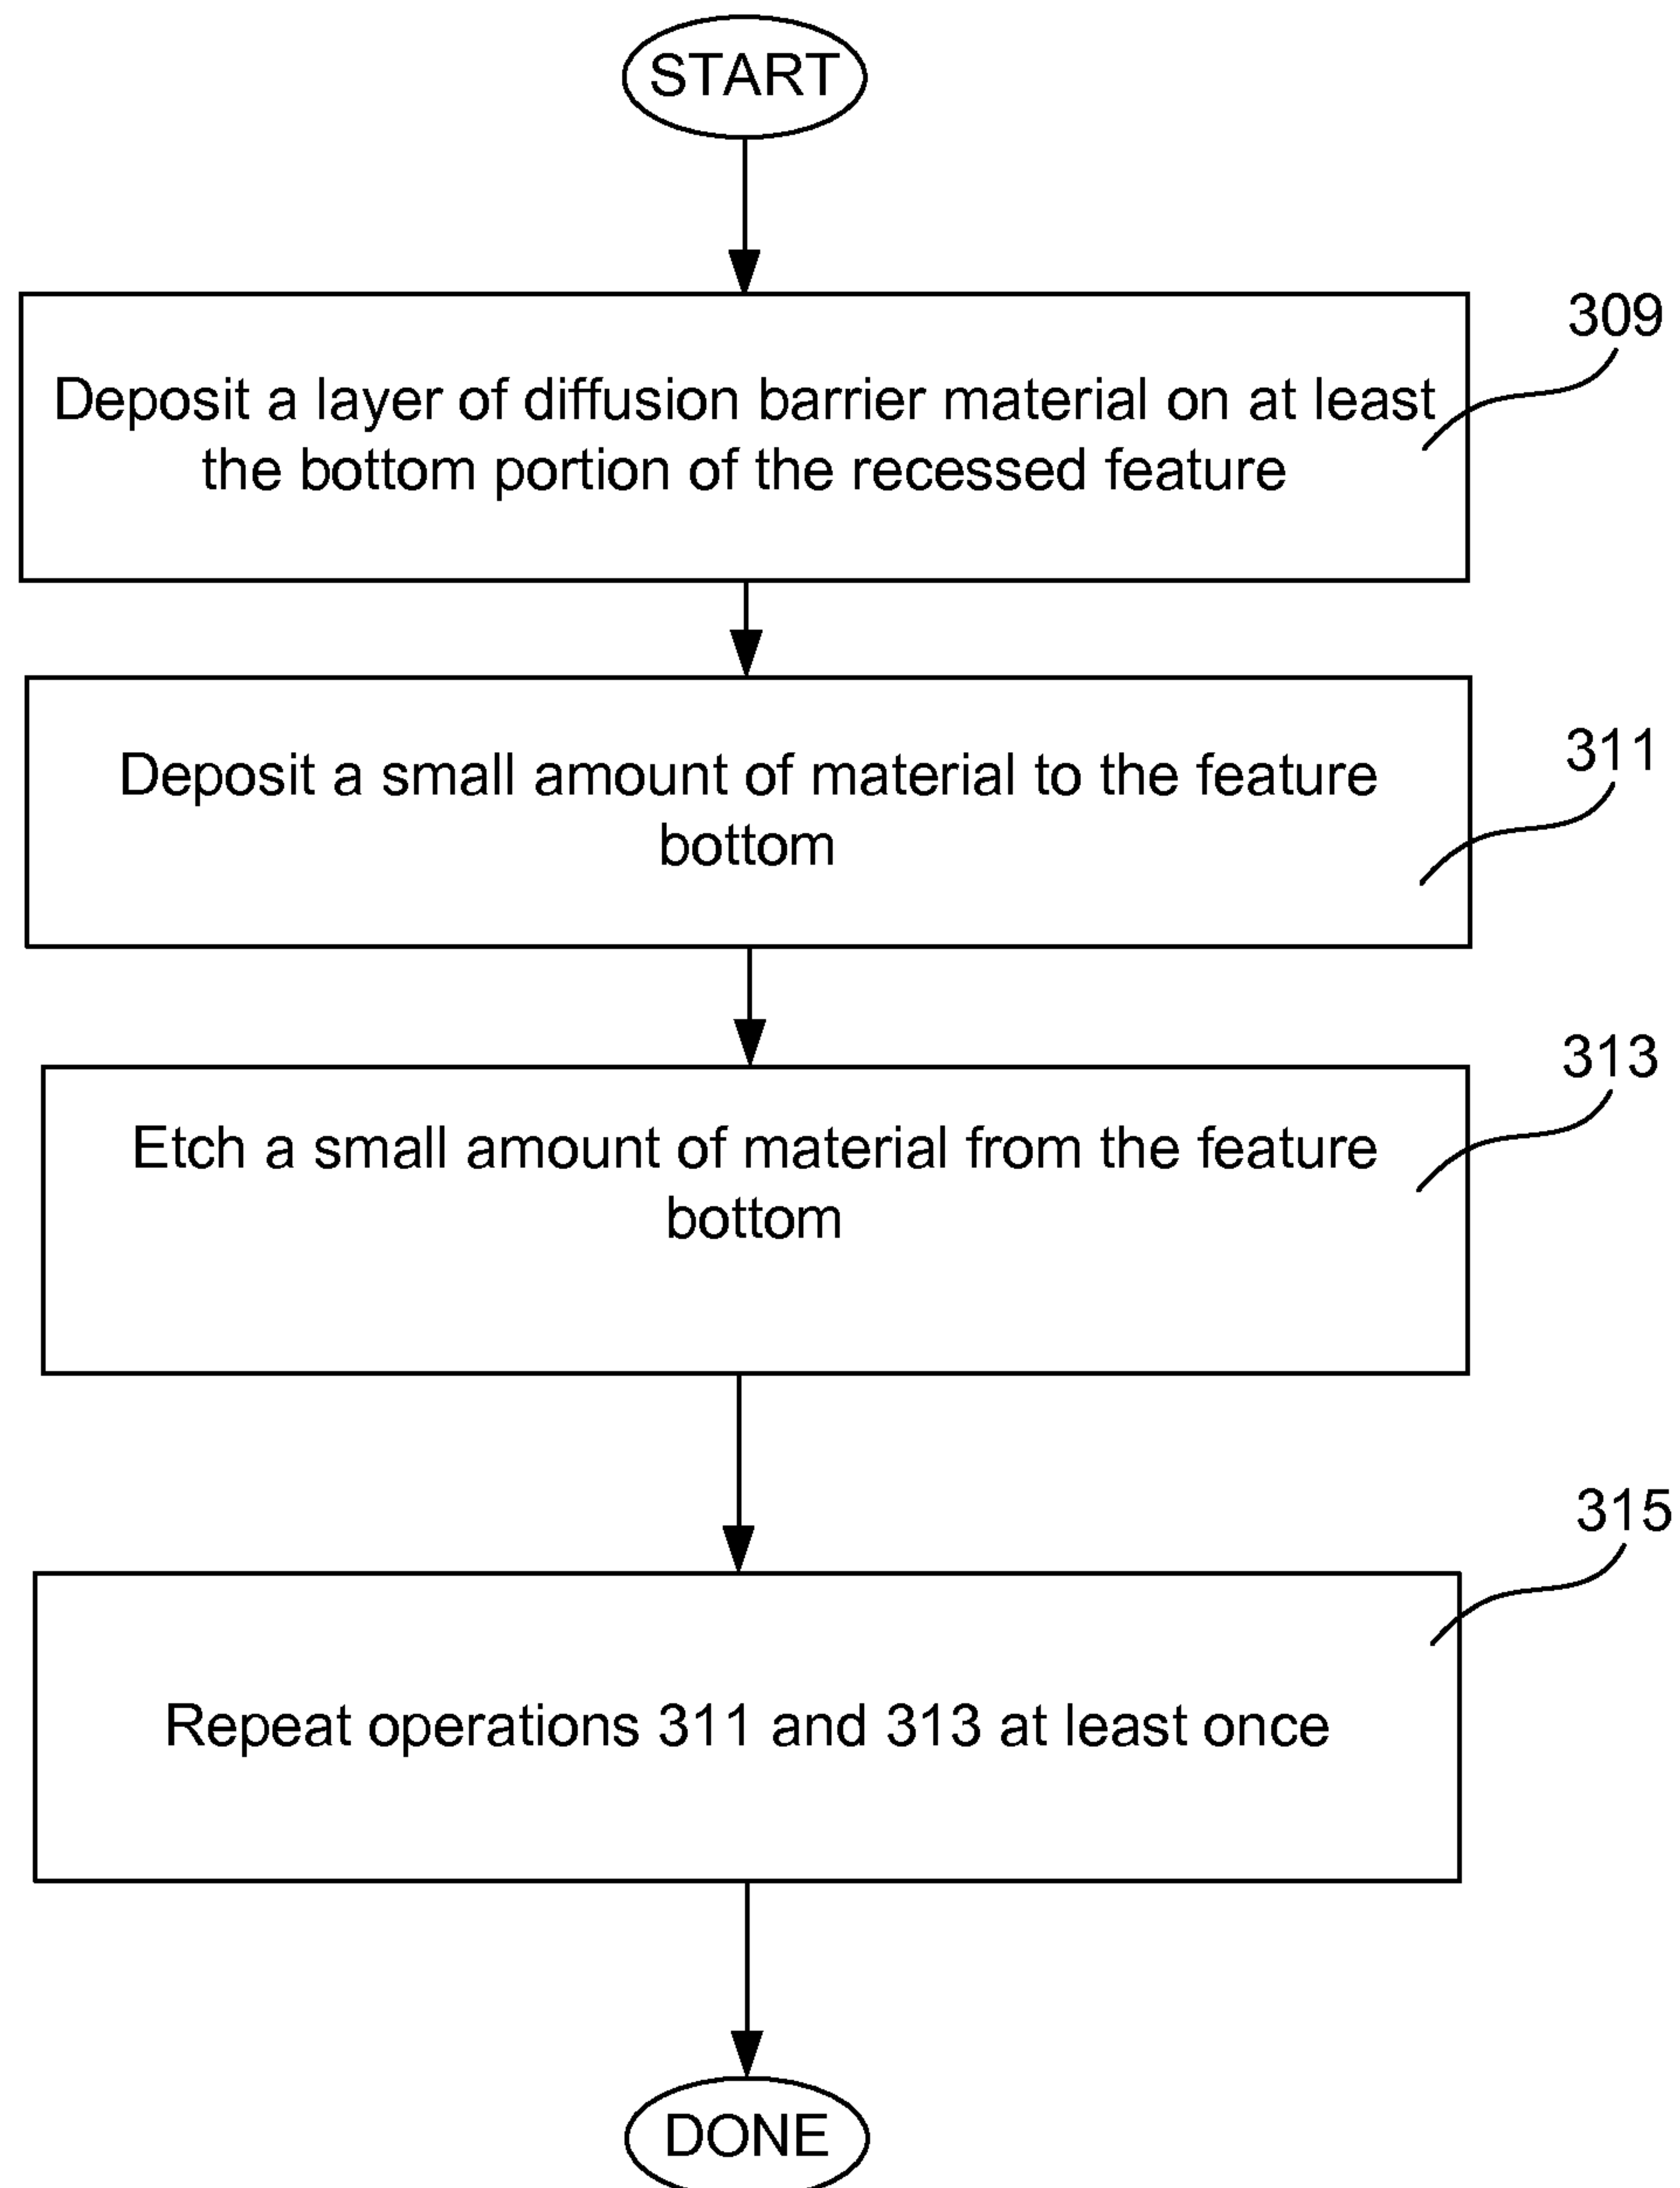 START
309
Deposit a layer of diffusion barrier material on at least
the bottom portion of the recessed feature
311
Deposit a small amount of material to the feature
bottom
313
Etch a small amount of material from the feature
bottom
315
Repeat operations 311 and 313 at least once
DONE